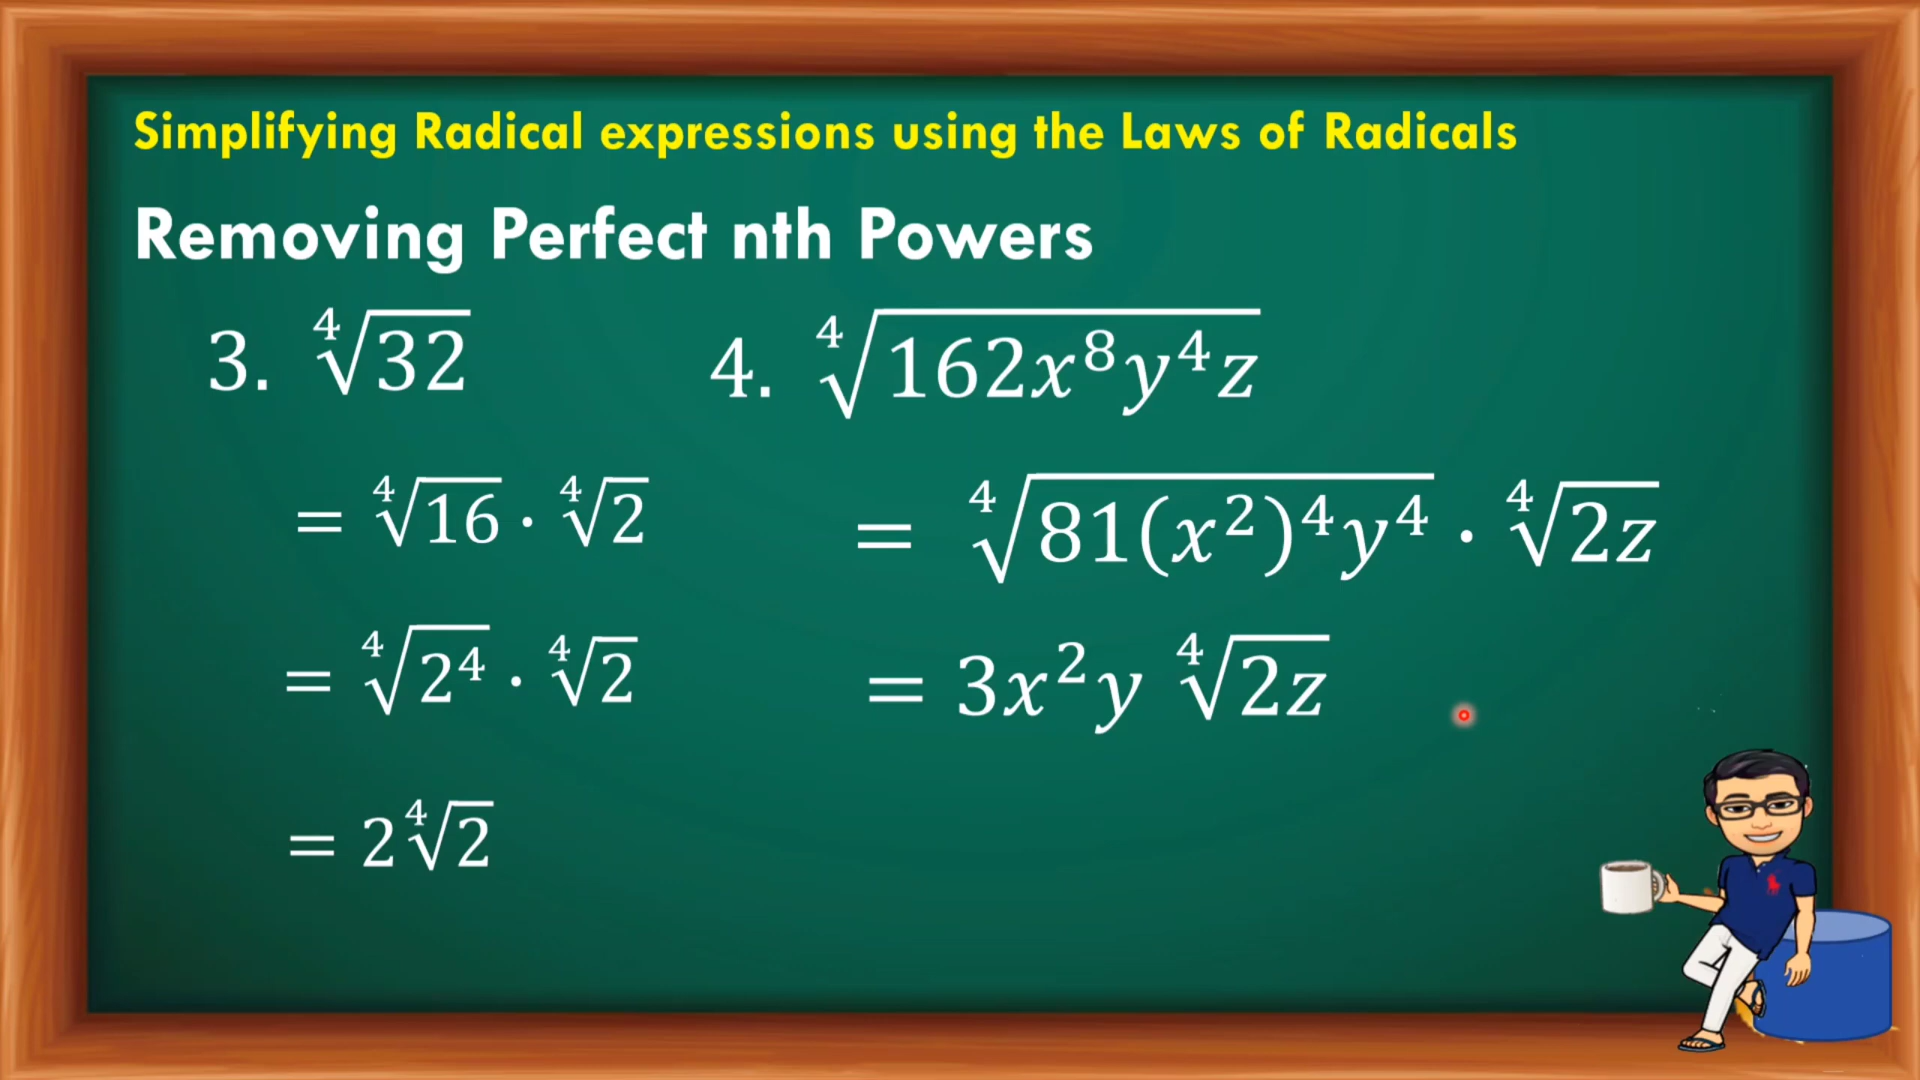 Simplifying Radical expressions using the Laws of Radicals
Removing Perfect nth Powers
3. ∜32
= ∜16 · ∜2
= ∜(2⁴) · ∜2
= 2∜2
4. ∜(162x⁸y⁴z)
= ∜(81(x²)⁴y⁴) · ∜(2z)
= 3x²y ∜(2z)